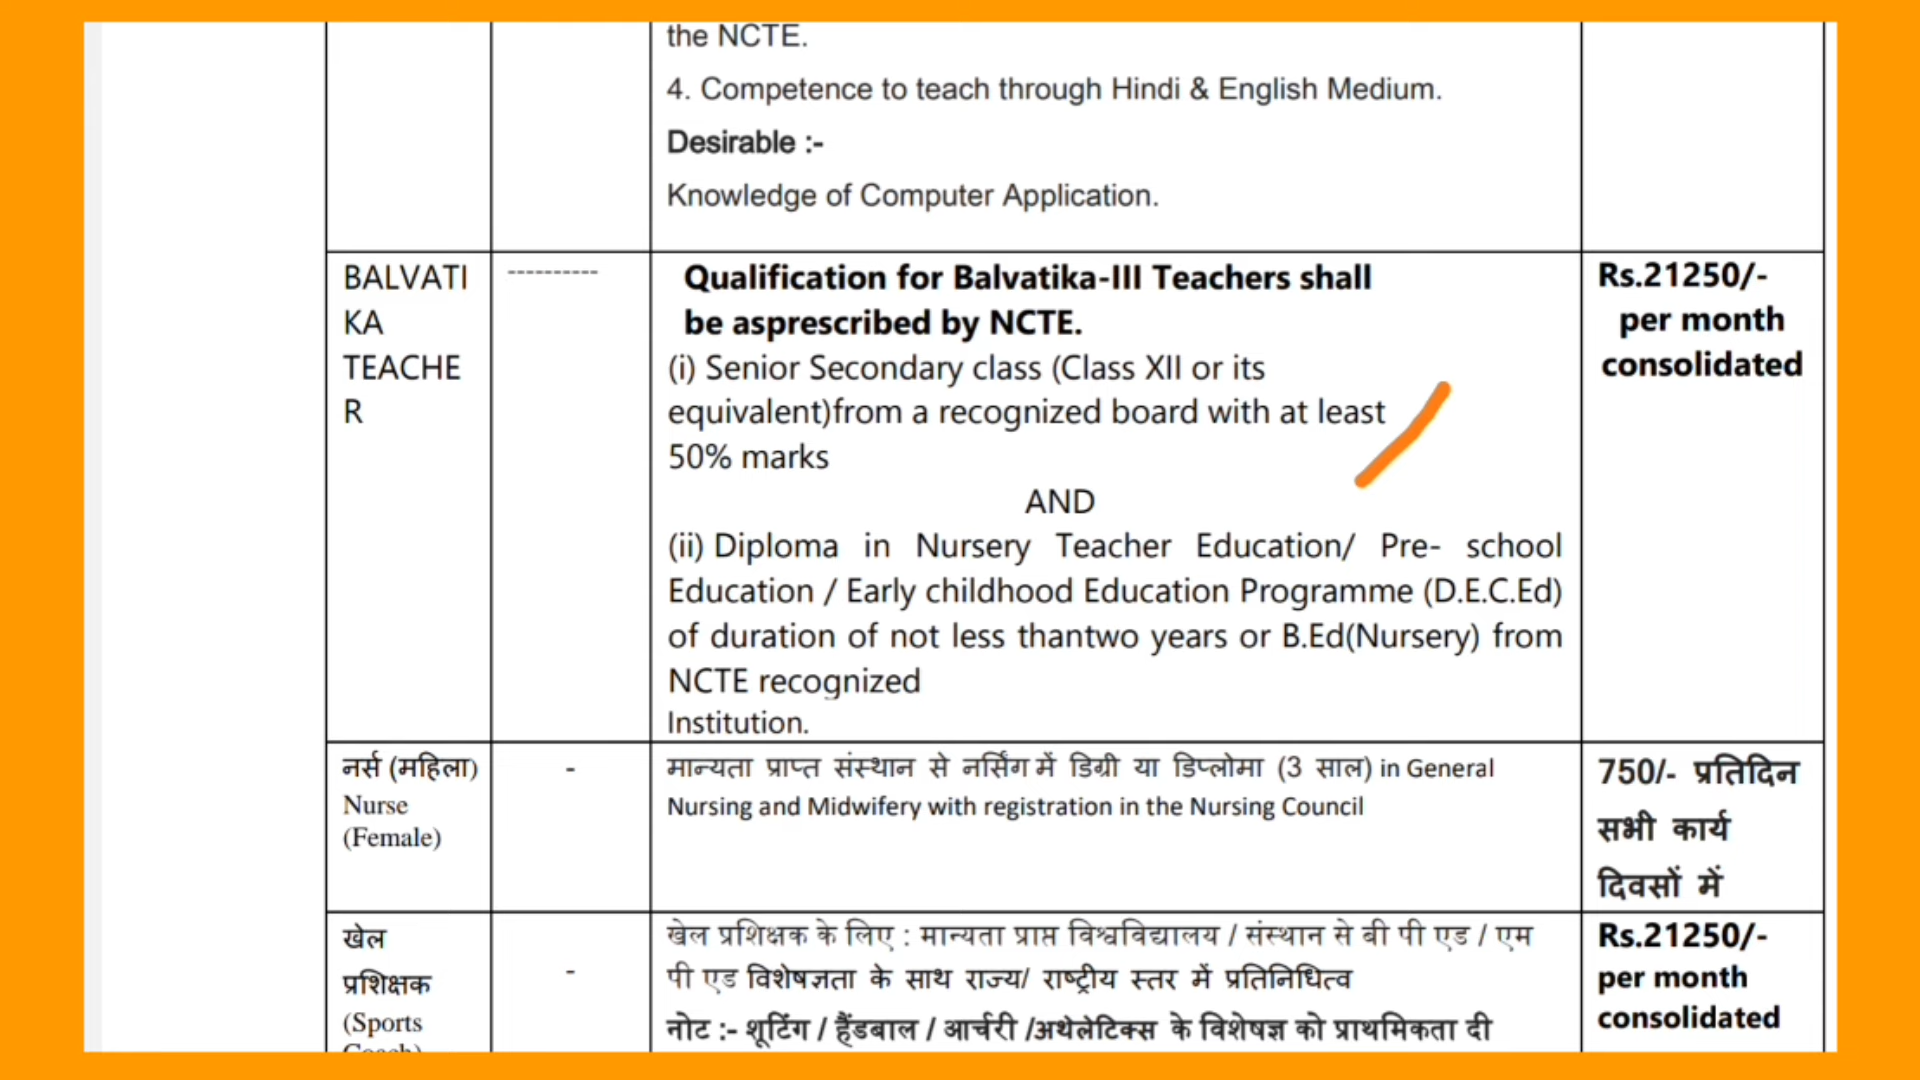 the NCTE.
4. Competence to teach through Hindi & English Medium.
Desirable :-
Knowledge of Computer Application.
BALVATI
KA
TEACHE
R
----------
Qualification for Balvatika-III Teachers shall
be asprescribed by NCTE.
(i) Senior Secondary class (Class XII or its
equivalent)from a recognized board with at least
50% marks
AND
(ii) Diploma in Nursery Teacher Education/ Pre- school
Education / Early childhood Education Programme (D.E.C.Ed)
of duration of not less thantwo years or B.Ed(Nursery) from
NCTE recognized
Institution.
Rs.21250/-
per month
consolidated
नर्स (महिला)
Nurse
(Female)
-
मान्यता प्राप्त संस्थान से नर्सिंग में डिग्री या डिप्लोमा (3 साल) in General
Nursing and Midwifery with registration in the Nursing Council
750/- प्रतिदिन
सभी कार्य
दिवसों में
खेल
प्रशिक्षक
(Sports
Coach)
-
खेल प्रशिक्षक के लिए : मान्यता प्राप्त विश्वविद्यालय / संस्थान से बी पी एड / एम
पी एड विशेषज्ञता के साथ राज्य/ राष्ट्रीय स्तर में प्रतिनिधित्व
नोट :- शूटिंग / हैंडबाल / आर्चरी /अथेलेटिक्स के विशेषज्ञ को प्राथमिकता दी
Rs.21250/-
per month
consolidated